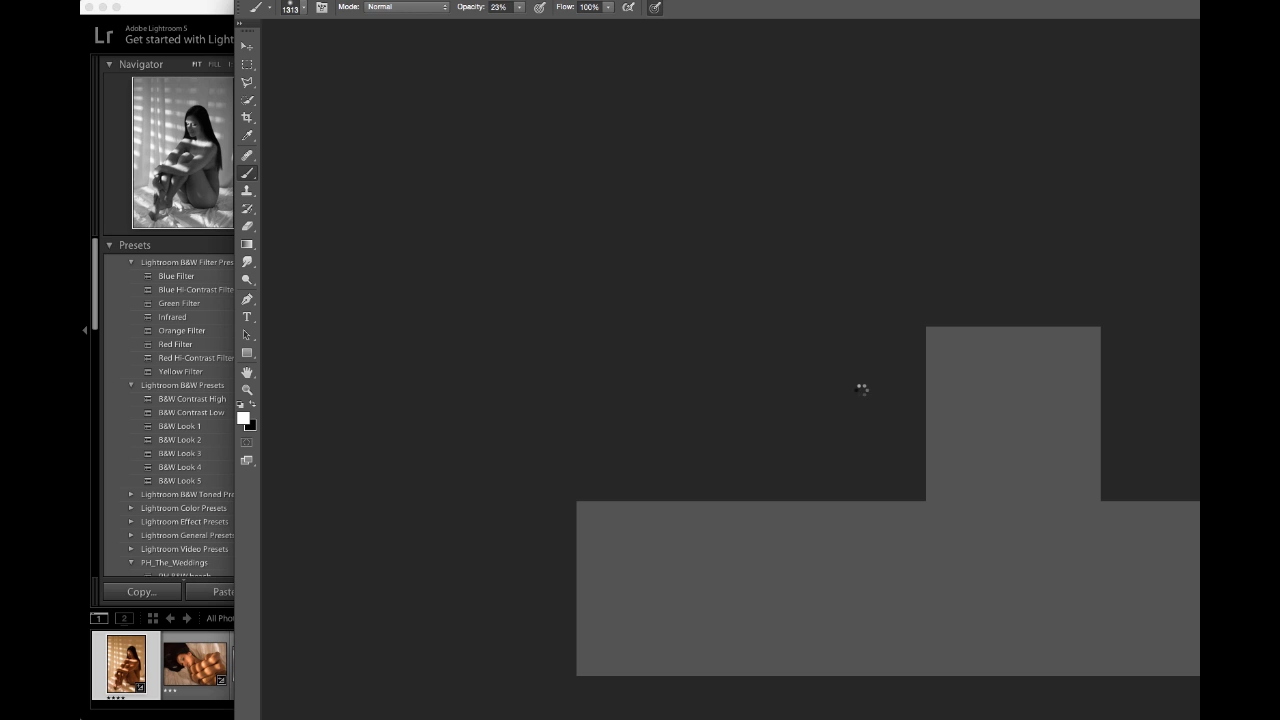 1313 Mode: Normal Opacity: 23% Flow: 100%
Adobe Lightroom 5
Lr Get started with Light
Navigator FIT FILL
Presets
Lightroom B&W Filter Pres
Blue Filter
Blue Hi-Contrast Filte
Green Filter
Infrared
Orange Filter
Red Filter
Red Hi-Contrast Filter
Yellow Filter
Lightroom B&W Presets
B&W Contrast High
B&W Contrast Low
B&W Look 1
B&W Look 2
B&W Look 3
B&W Look 4
B&W Look 5
Lightroom B&W Toned Pre
Lightroom Color Presets
Lightroom Effect Presets
Lightroom General Presets
Lightroom Video Presets
PH_The_Weddings
Copy... Paste
1 2 All Pho